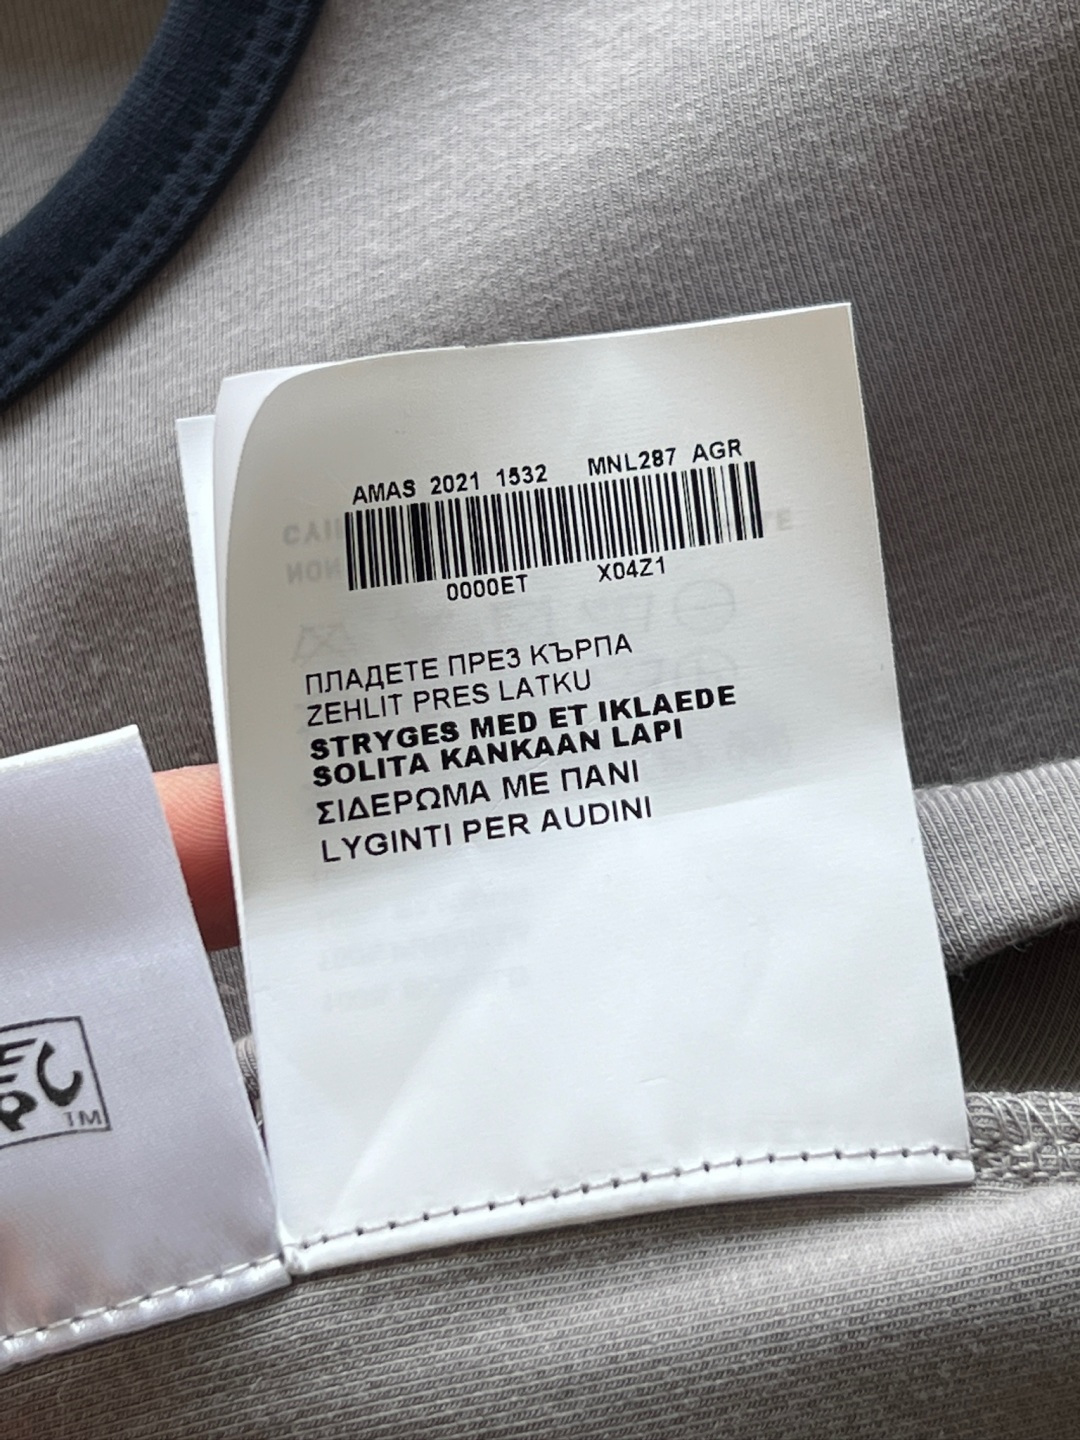 AMAS 2021 1532 MNL287 AGR
0000ET X04Z1
ПЛАДЕТЕ ПРЕЗ КЪРПА
ZEHLIT PRES LATKU
STRYGES MED ET IKLAEDE
SOLITA KANKAAN LAPI
ΣΙΔΕΡΩΜΑ ΜΕ ΠΑΝΙ
LYGINTI PER AUDINI
TM